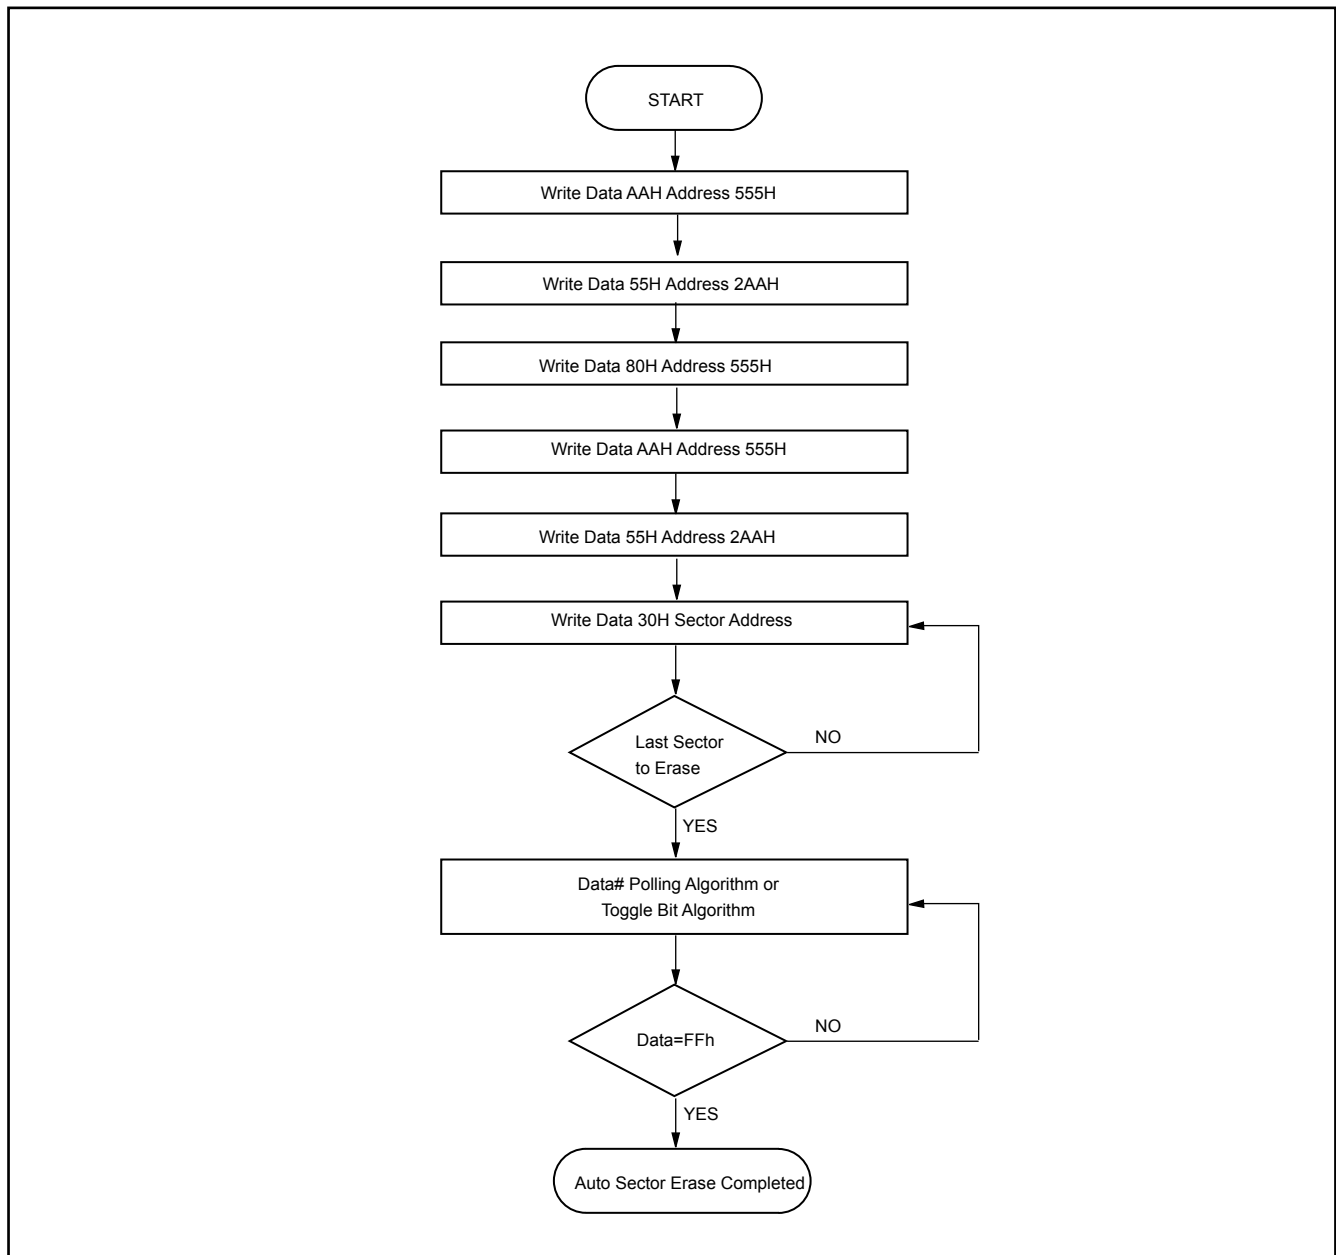 START
Write Data AAH Address 555H
Write Data 55H Address 2AAH
Write Data 80H Address 555H
Write Data AAH Address 555H
Write Data 55H Address 2AAH
Write Data 30H Sector Address
Last Sector
to Erase
NO
YES
Data# Polling Algorithm or
Toggle Bit Algorithm
Data=FFh
NO
YES
Auto Sector Erase Completed